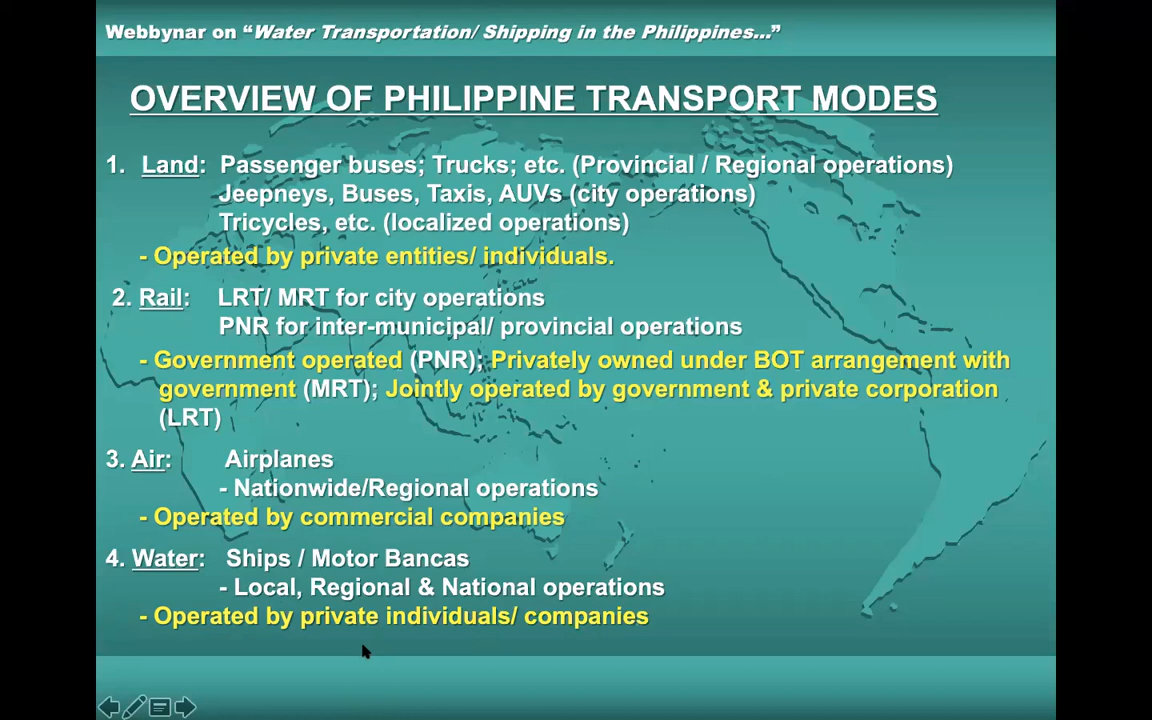 Webbynar on “Water Transportation/ Shipping in the Philippines...”
OVERVIEW OF PHILIPPINE TRANSPORT MODES
1. Land: Passenger buses; Trucks; etc. (Provincial / Regional operations)
Jeepneys, Buses, Taxis, AUVs (city operations)
Tricycles, etc. (localized operations)
- Operated by private entities/ individuals.
2. Rail: LRT/ MRT for city operations
PNR for inter-municipal/ provincial operations
- Government operated (PNR); Privately owned under BOT arrangement with
government (MRT); Jointly operated by government & private corporation
(LRT)
3. Air: Airplanes
- Nationwide/Regional operations
- Operated by commercial companies
4. Water: Ships / Motor Bancas
- Local, Regional & National operations
- Operated by private individuals/ companies